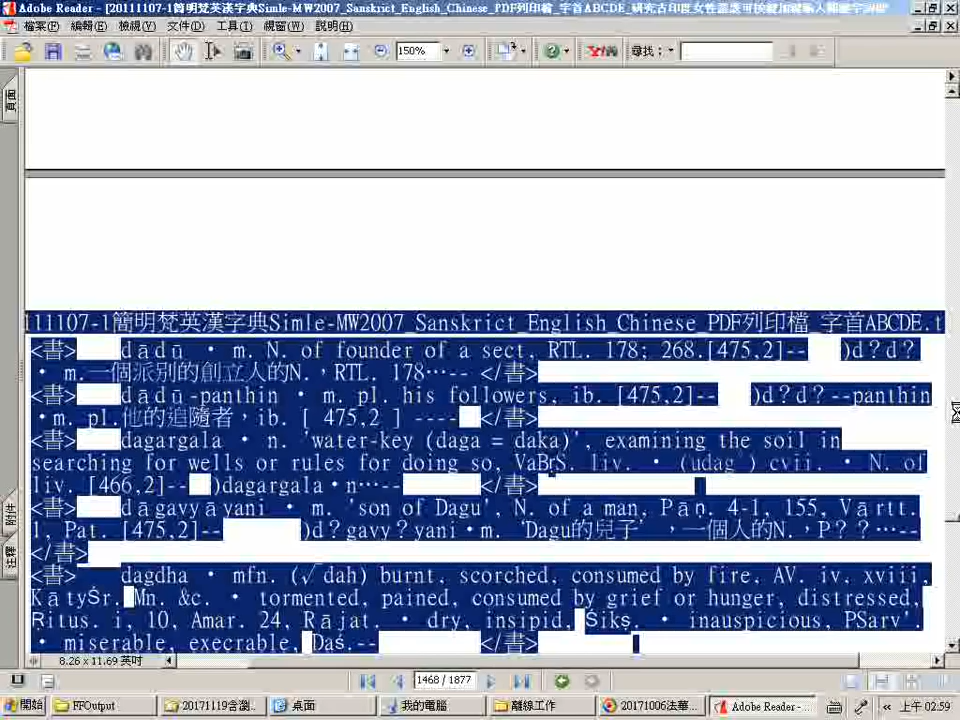 Adobe Reader - [20111107-1簡明梵英漢字典Simle-MW2007_Sanskrict_English_Chinese_PDF列印檔_字首ABCDE_研究古印度女性
檔案(F) 編輯(E) 檢視(V) 文件(D) 工具(T) 視窗(W) 說明(H)
150% 尋找:
頁面
111107-1簡明梵英漢字典Simle-MW2007_Sanskrict_English_Chinese_PDF列印檔_字首ABCDE.t
<書> dādū • m. N. of founder of a sect, RTL. 178; 268.[475,2]-- )d?d?
• m.一個派別的創立人的N.，RTL. 178…-- </書>
<書> dādū-panthin • m. pl. his followers, ib. [475,2]-- )d?d?--panthin
•m. pl.他的追隨者，ib. [ 475,2 ] ---- </書>
<書> dagargala • n. 'water-key (daga = daka)', examining the soil in
searching for wells or rules for doing so, VaBṛS. liv. • (udag ) cvii. • N. of
liv. [466,2]-- )dagargala•n…-- </書>
<書> dāgavyāyani • m. 'son of Dagu', N. of a man, Pāṇ. 4-1, 155, Vārtt.
1, Pat. [475,2]-- )d?gavy?yani•m. 'Dagu的兒子'，一個人的N.，P??…--
</書>
<書> dagdha • mfn. (√dah) burnt, scorched, consumed by fire, AV. iv, xviii,
KātyŚr. Mn. &c. • tormented, pained, consumed by grief or hunger, distressed,
Ṛitus. i, 10, Amar. 24, Rājat. • dry, insipid, Śikṣ. • inauspicious, PSarv'.
• miserable, execrable, Daś.-- </書>
附件
注釋
8.26 x 11.69 英吋
1468 / 1877
開始 FFOutput 20171119含瀏... 桌面 我的電腦 離線工作 20171006法華... Adobe Reader - ... « 上午 02:59